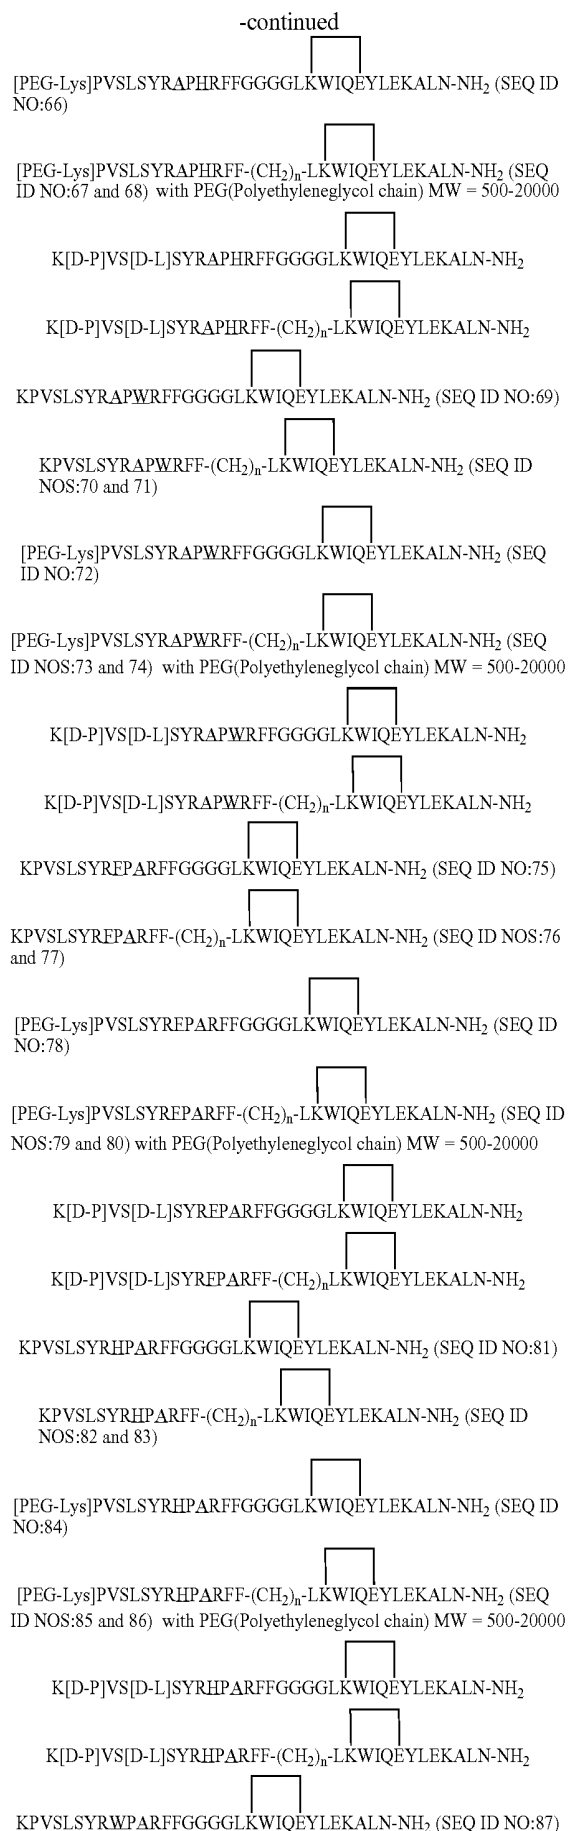 -continued
[PEG-Lys]PVSLSYRAPHRFFGGGGLKWIQEYLEKALN-NH2 (SEQ ID
NO:66)
[PEG-Lys]PVSLSYRAPHRFF-(CH2)n-LKWIQEYLEKALN-NH2 (SEQ
ID NO:67 and 68) with PEG(Polyethyleneglycol chain) MW = 500-20000
K[D-P]VS[D-L]SYRAPHRFFGGGGLKWIQEYLEKALN-NH2
K[D-P]VS[D-L]SYRAPHRFF-(CH2)n-LKWIQEYLEKALN-NH2
KPVSLSYRAPWRFFGGGGLKWIQEYLEKALN-NH2 (SEQ ID NO:69)
KPVSLSYRAPWRFF-(CH2)n-LKWIQEYLEKALN-NH2 (SEQ ID
NOS:70 and 71)
[PEG-Lys]PVSLSYRAPWRFFGGGGLKWIQEYLEKALN-NH2 (SEQ
ID NO:72)
[PEG-Lys]PVSLSYRAPWRFF-(CH2)n-LKWIQEYLEKALN-NH2 (SEQ
ID NOS:73 and 74) with PEG(Polyethyleneglycol chain) MW = 500-20000
K[D-P]VS[D-L]SYRAPWRFFGGGGLKWIQEYLEKALN-NH2
K[D-P]VS[D-L]SYRAPWRFF-(CH2)n-LKWIQEYLEKALN-NH2
KPVSLSYRFPARFFGGGGLKWIQEYLEKALN-NH2 (SEQ ID NO:75)
KPVSLSYRFPARFF-(CH2)n-LKWIQEYLEKALN-NH2 (SEQ ID NOS:76
and 77)
[PEG-Lys]PVSLSYRFPARFFGGGGLKWIQEYLEKALN-NH2 (SEQ ID
NO:78)
[PEG-Lys]PVSLSYRFPARFF-(CH2)n-LKWIQEYLEKALN-NH2 (SEQ ID
NOS:79 and 80) with PEG(Polyethyleneglycol chain) MW = 500-20000
K[D-P]VS[D-L]SYRFPARFFGGGGLKWIQEYLEKALN-NH2
K[D-P]VS[D-L]SYRFPARFF-(CH2)nLKWIQEYLEKALN-NH2
KPVSLSYRHPARFFGGGGLKWIQEYLEKALN-NH2 (SEQ ID NO:81)
KPVSLSYRHPARFF-(CH2)n-LKWIQEYLEKALN-NH2 (SEQ ID
NOS:82 and 83)
[PEG-Lys]PVSLSYRHPARFFGGGGLKWIQEYLEKALN-NH2 (SEQ ID
NO:84)
[PEG-Lys]PVSLSYRHPARFF-(CH2)n-LKWIQEYLEKALN-NH2 (SEQ
ID NOS:85 and 86) with PEG(Polyethyleneglycol chain) MW = 500-20000
K[D-P]VS[D-L]SYRHPARFFGGGGLKWIQEYLEKALN-NH2
K[D-P]VS[D-L]SYRHPARFF-(CH2)n-LKWIQEYLEKALN-NH2
KPVSLSYRWPARFFGGGGLKWIQEYLEKALN-NH2 (SEQ ID NO:87)